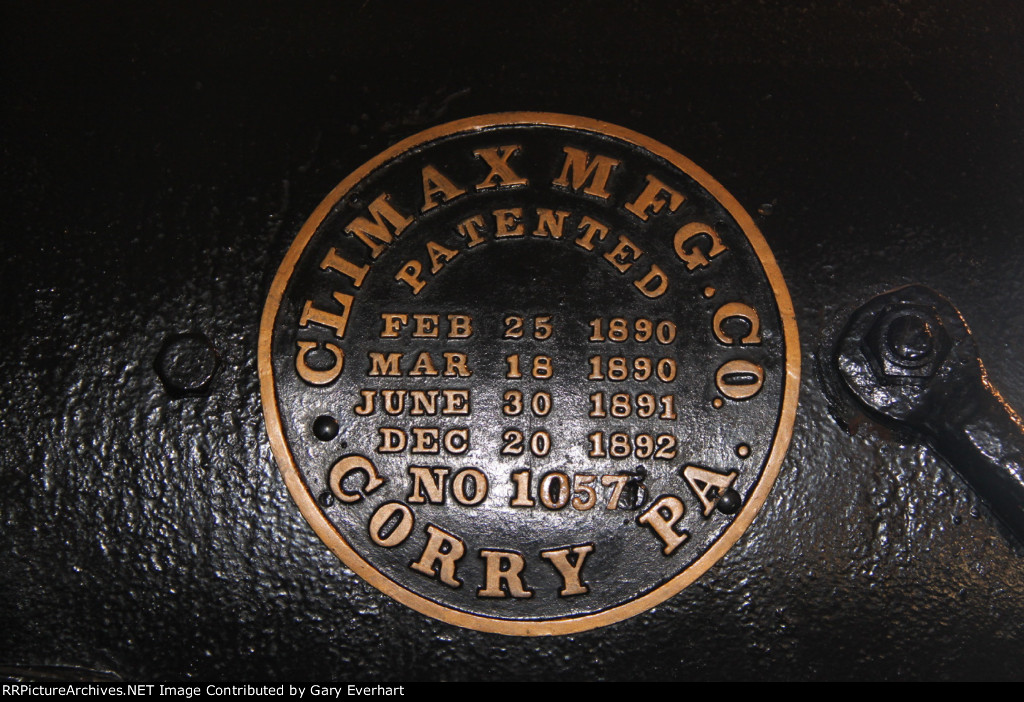 CLIMAX MFG. CO.
PATENTED
FEB 25 1890
MAR 18 1890
JUNE 30 1891
DEC 20 1892
NO 1057
CORRY PA.
RRPictureArchives.NET Image Contributed by Gary Everhart